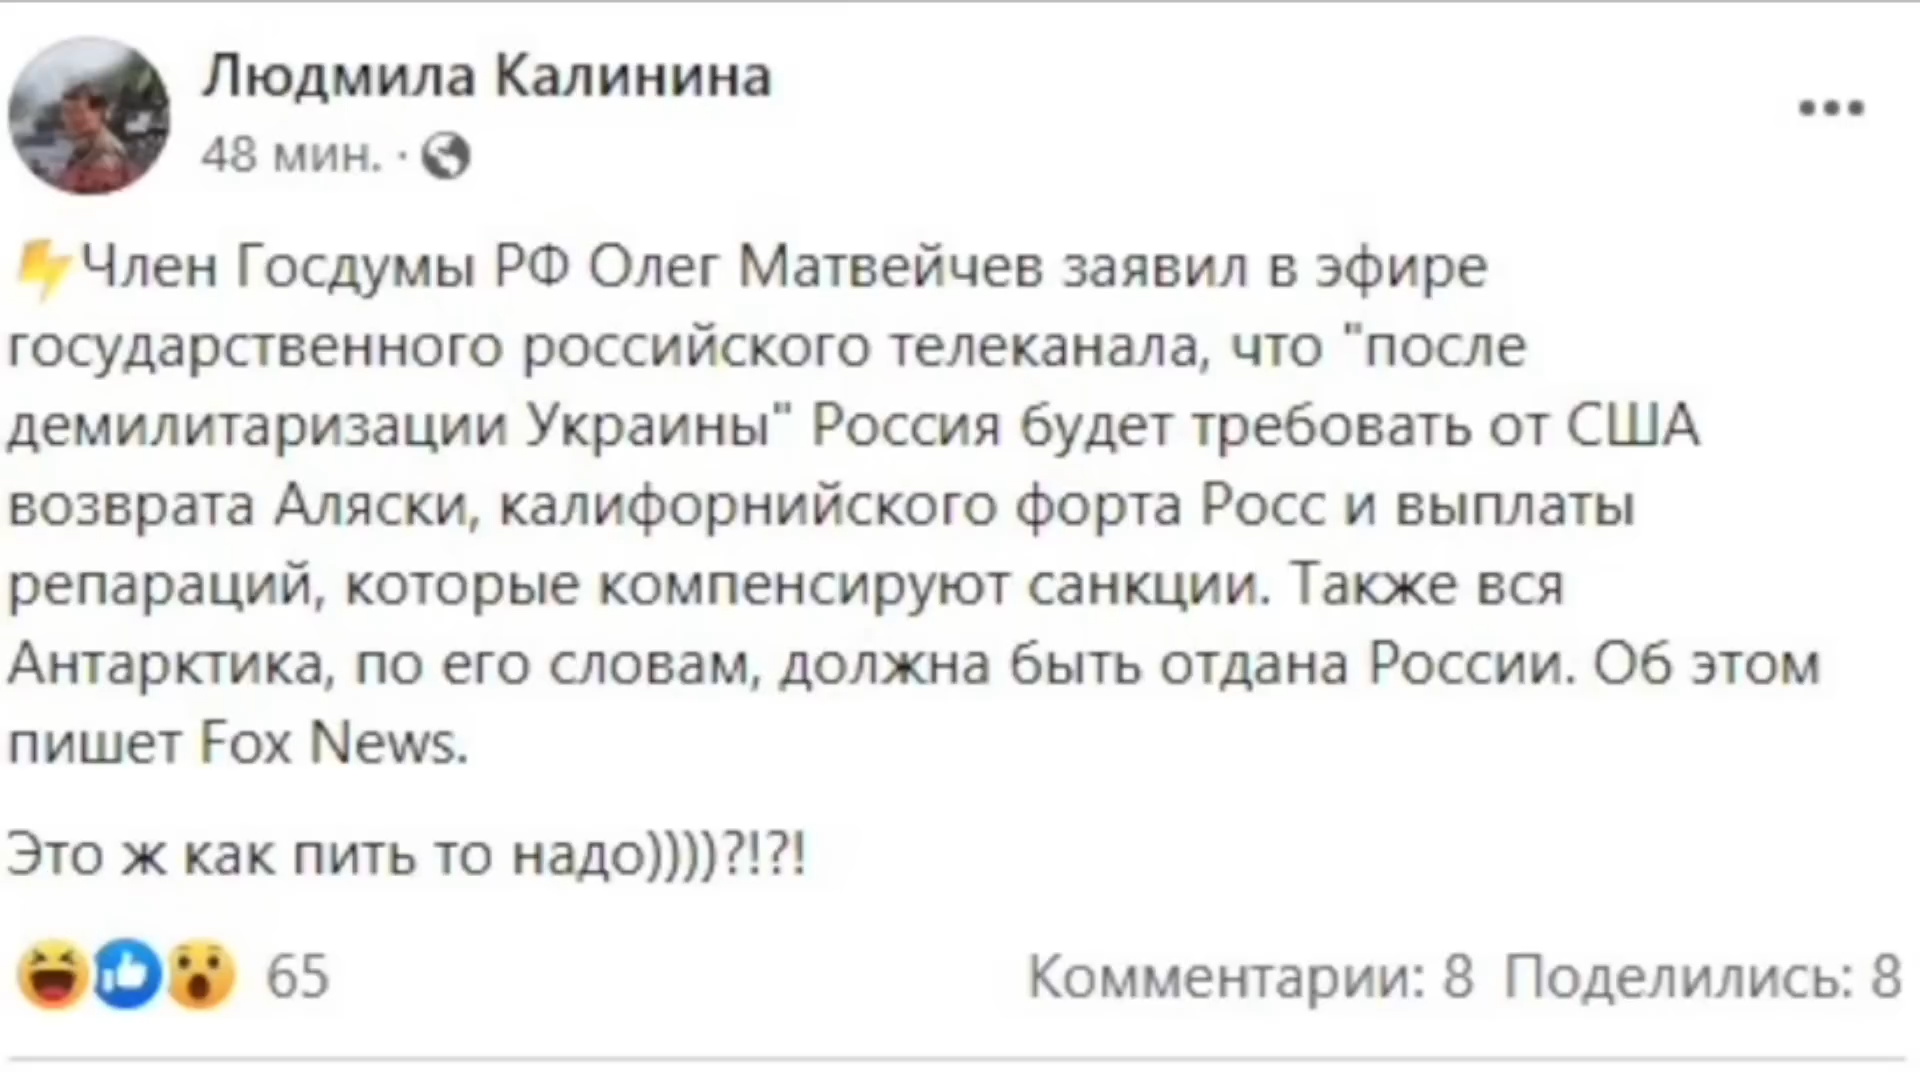 Людмила Калинина
48 мин. ·
⚡Член Госдумы РФ Олег Матвейчев заявил в эфире
государственного российского телеканала, что "после
демилитаризации Украины" Россия будет требовать от США
возврата Аляски, калифорнийского форта Росс и выплаты
репараций, которые компенсируют санкции. Также вся
Антарктика, по его словам, должна быть отдана России. Об этом
пишет Fox News.
Это ж как пить то надо))))?!?!
65 Комментарии: 8 Поделились: 8